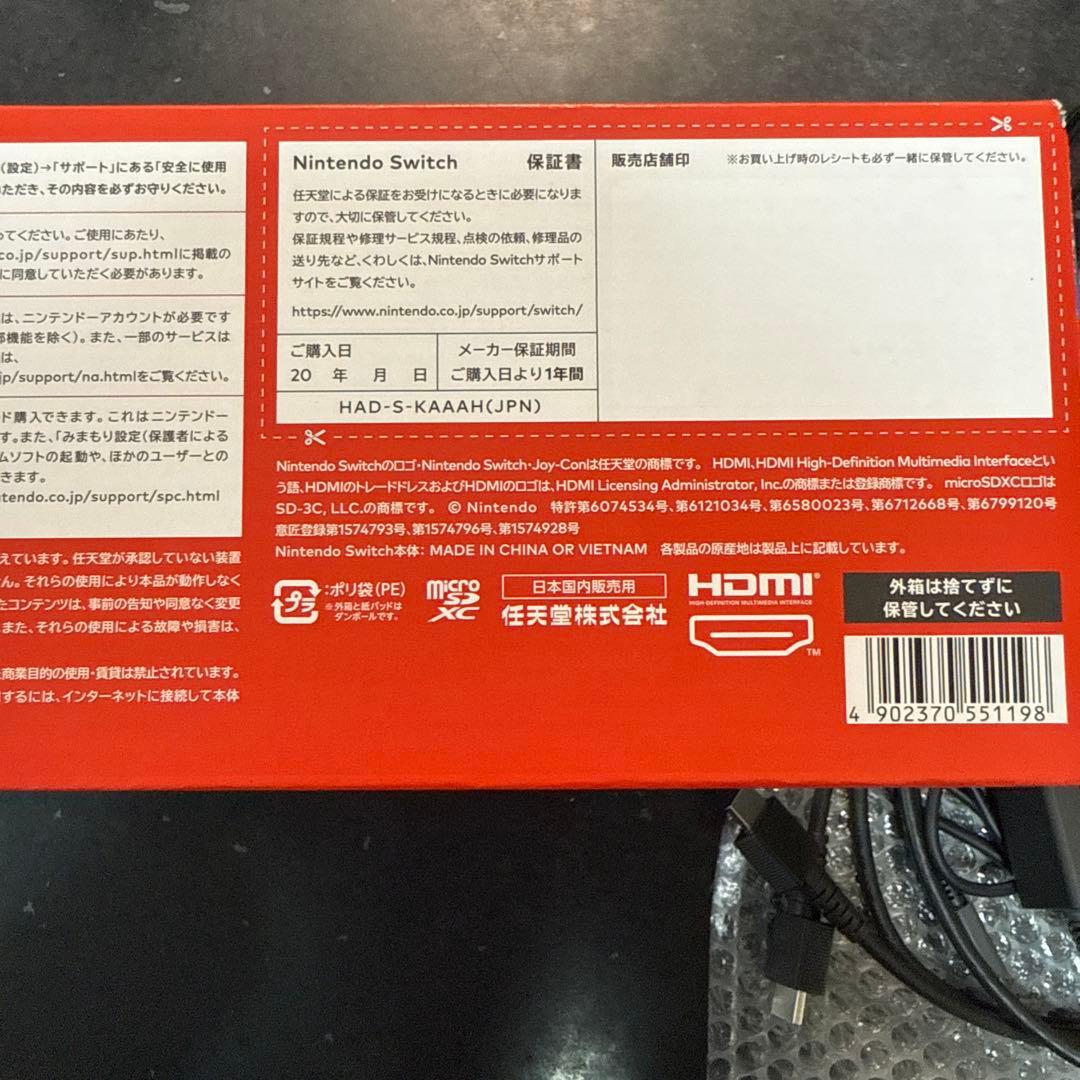 (設定)→「サポート」にある「安全に使用
ただき、その内容を必ずお守りください。
ってください。ご使用にあたり、
co.jp/support/sup.htmlに掲載の
に同意していただく必要があります。
は、ニンテンドーアカウントが必要です
部機能を除く)。また、一部のサービスは
は、
jp/support/na.htmlをご覧ください。
ド購入できます。これはニンテンドー
す。また、「みまもり設定(保護者による
ムソフトの起動や、ほかのユーザーとの
きます。
ntendo.co.jp/support/spc.html
えています。任天堂が承認していない装置
ん。それらの使用により本品が動作しなく
たコンテンツは、事前の告知や同意なく変更
また、それらの使用による故障や損害は、
商業目的の使用・賃貸は禁止されています。
するには、インターネットに接続して本体
Nintendo Switch 保証書
任天堂による保証をお受けになるときに必要になりま
すので、大切に保管してください。
保証規程や修理サービス規程、点検の依頼、修理品の
送り先など、くわしくは、Nintendo Switchサポート
サイトをご覧ください。
https://www.nintendo.co.jp/support/switch/
ご購入日
20 年 月 日
メーカー保証期間
ご購入日より1年間
HAD-S-KAAAH(JPN)
販売店舗印 ※お買い上げ時のレシートも必ず一緒に保管してください。
Nintendo Switchのロゴ・Nintendo Switch・Joy-Conは任天堂の商標です。 HDMI、HDMI High-Definition Multimedia Interfaceとい
う語、HDMIのトレードドレスおよびHDMIのロゴは、HDMI Licensing Administrator, Inc.の商標または登録商標です。 microSDXCロゴは
SD-3C, LLC.の商標です。 © Nintendo 特許第6074534号、第6121034号、第6580023号、第6712668号、第6799120号
意匠登録第1574793号、第1574796号、第1574928号
Nintendo Switch本体: MADE IN CHINA OR VIETNAM 各製品の原産地は製品上に記載しています。
プラ
:ポリ袋(PE)
※外箱と紙パッドは
ダンボールです。
micro
SD
XC
日本国内販売用
任天堂株式会社
HDMI®
HIGH-DEFINITION MULTIMEDIA INTERFACE
TM
外箱は捨てずに
保管してください
4 902370 551198